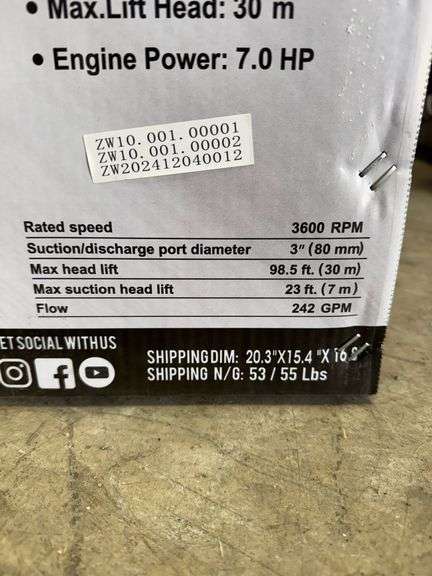 • Max.Lift Head: 30 m
• Engine Power: 7.0 HP
ZW10.001.00001
ZW10.001.00002
ZW202412040012
Rated speed 3600 RPM
Suction/discharge port diameter 3" (80 mm)
Max head lift 98.5 ft. (30 m)
Max suction head lift 23 ft. (7 m)
Flow 242 GPM
ET SOCIAL WITH US
SHIPPING DIM: 20.3"X15.4 "X
SHIPPING N/G: 53 / 55 Lbs